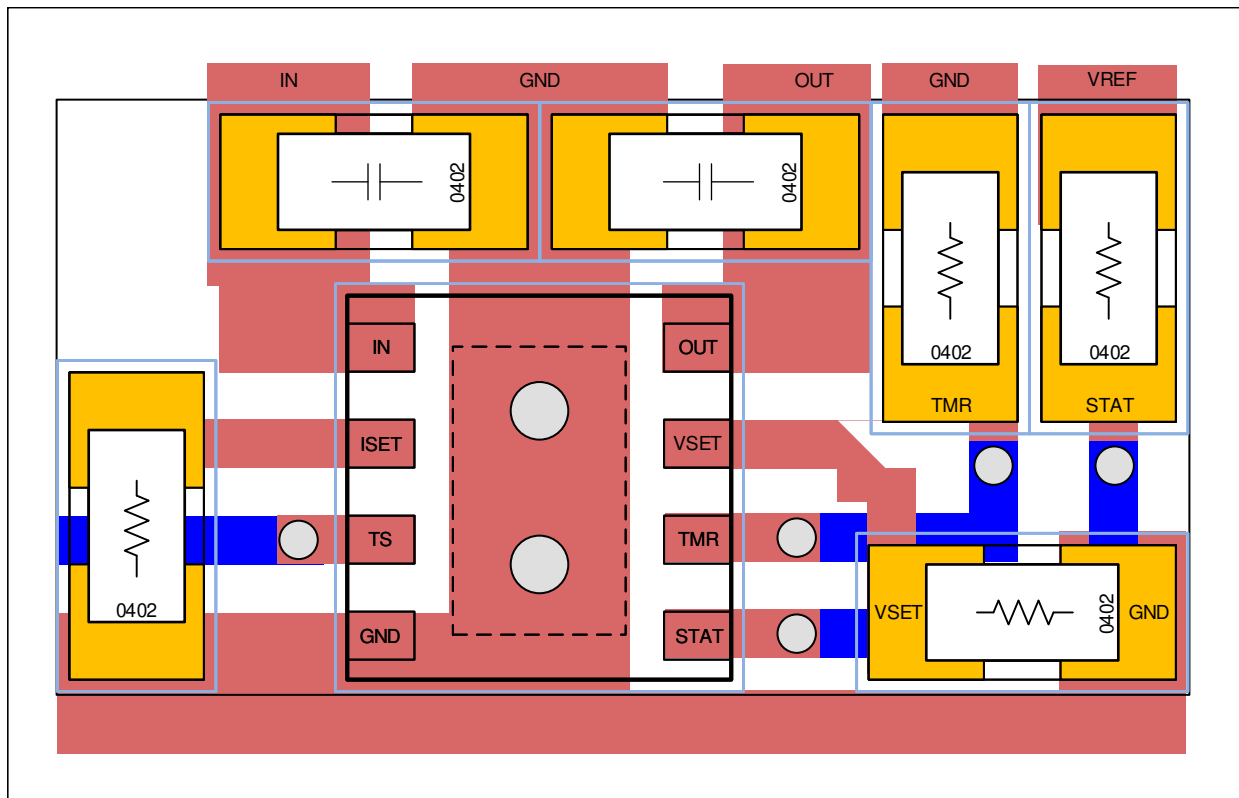 IN
GND
OUT
GND
VREF
0402
0402
0402
0402
IN
OUT
TMR
STAT
ISET
VSET
TS
TMR
0402
GND
STAT
VSET
0402
GND